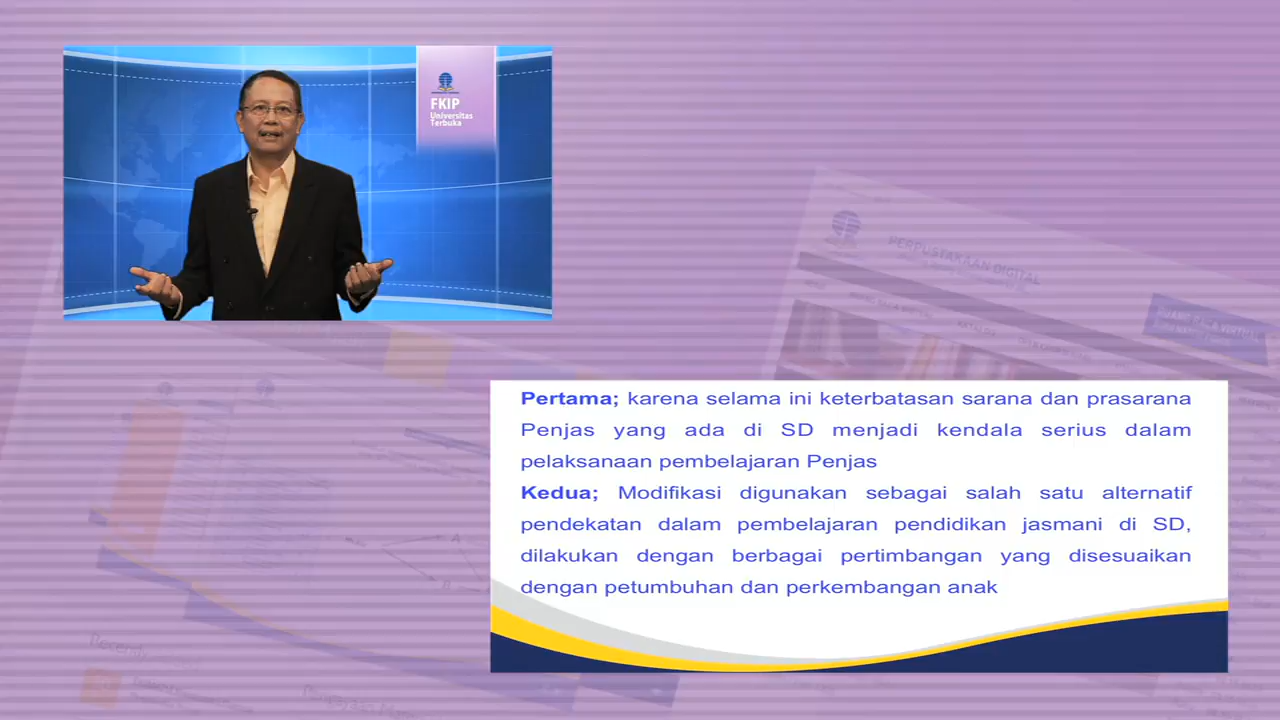 FKIP
Universitas
Terbuka
PERPUSTAKAAN DIGITAL
KATALOG
Pertama; karena selama ini keterbatasan sarana dan prasarana
Penjas yang ada di SD menjadi kendala serius dalam
pelaksanaan pembelajaran Penjas
Kedua; Modifikasi digunakan sebagai salah satu alternatif
pendekatan dalam pembelajaran pendidikan jasmani di SD,
dilakukan dengan berbagai pertimbangan yang disesuaikan
dengan petumbuhan dan perkembangan anak